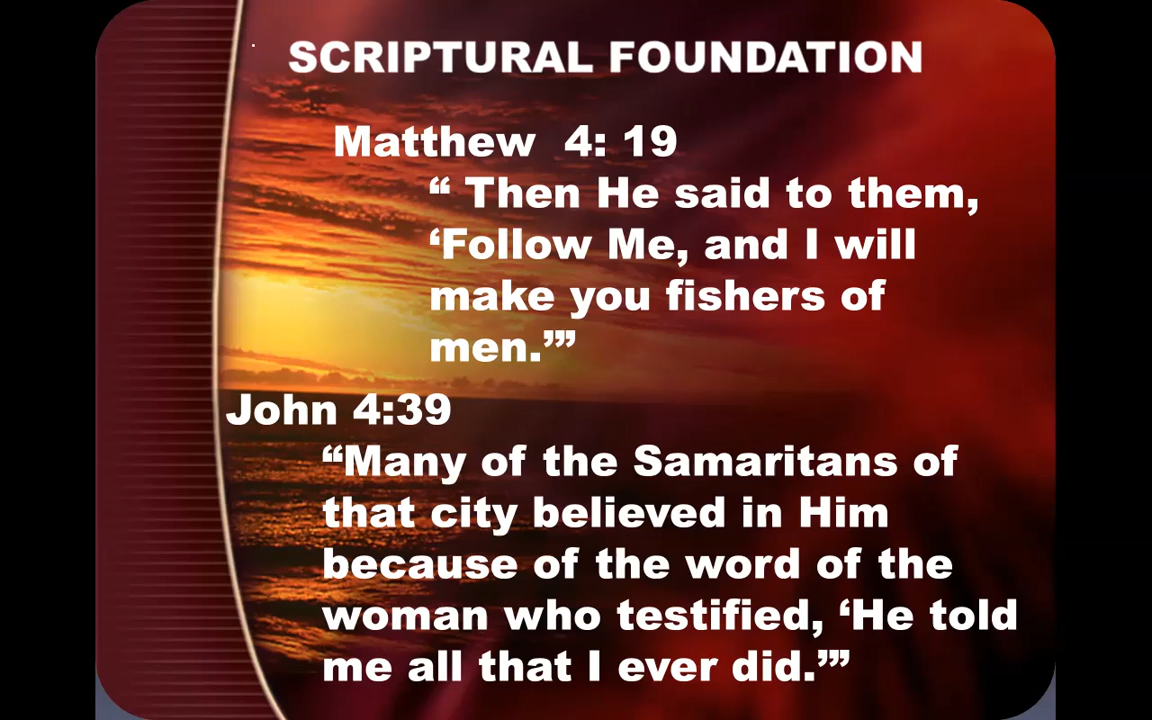 SCRIPTURAL FOUNDATION
Matthew  4: 19
“ Then He said to them,
‘Follow Me, and I will
make you fishers of
men.’”
John 4:39
“Many of the Samaritans of
that city believed in Him
because of the word of the
woman who testified, ‘He told
me all that I ever did.’”